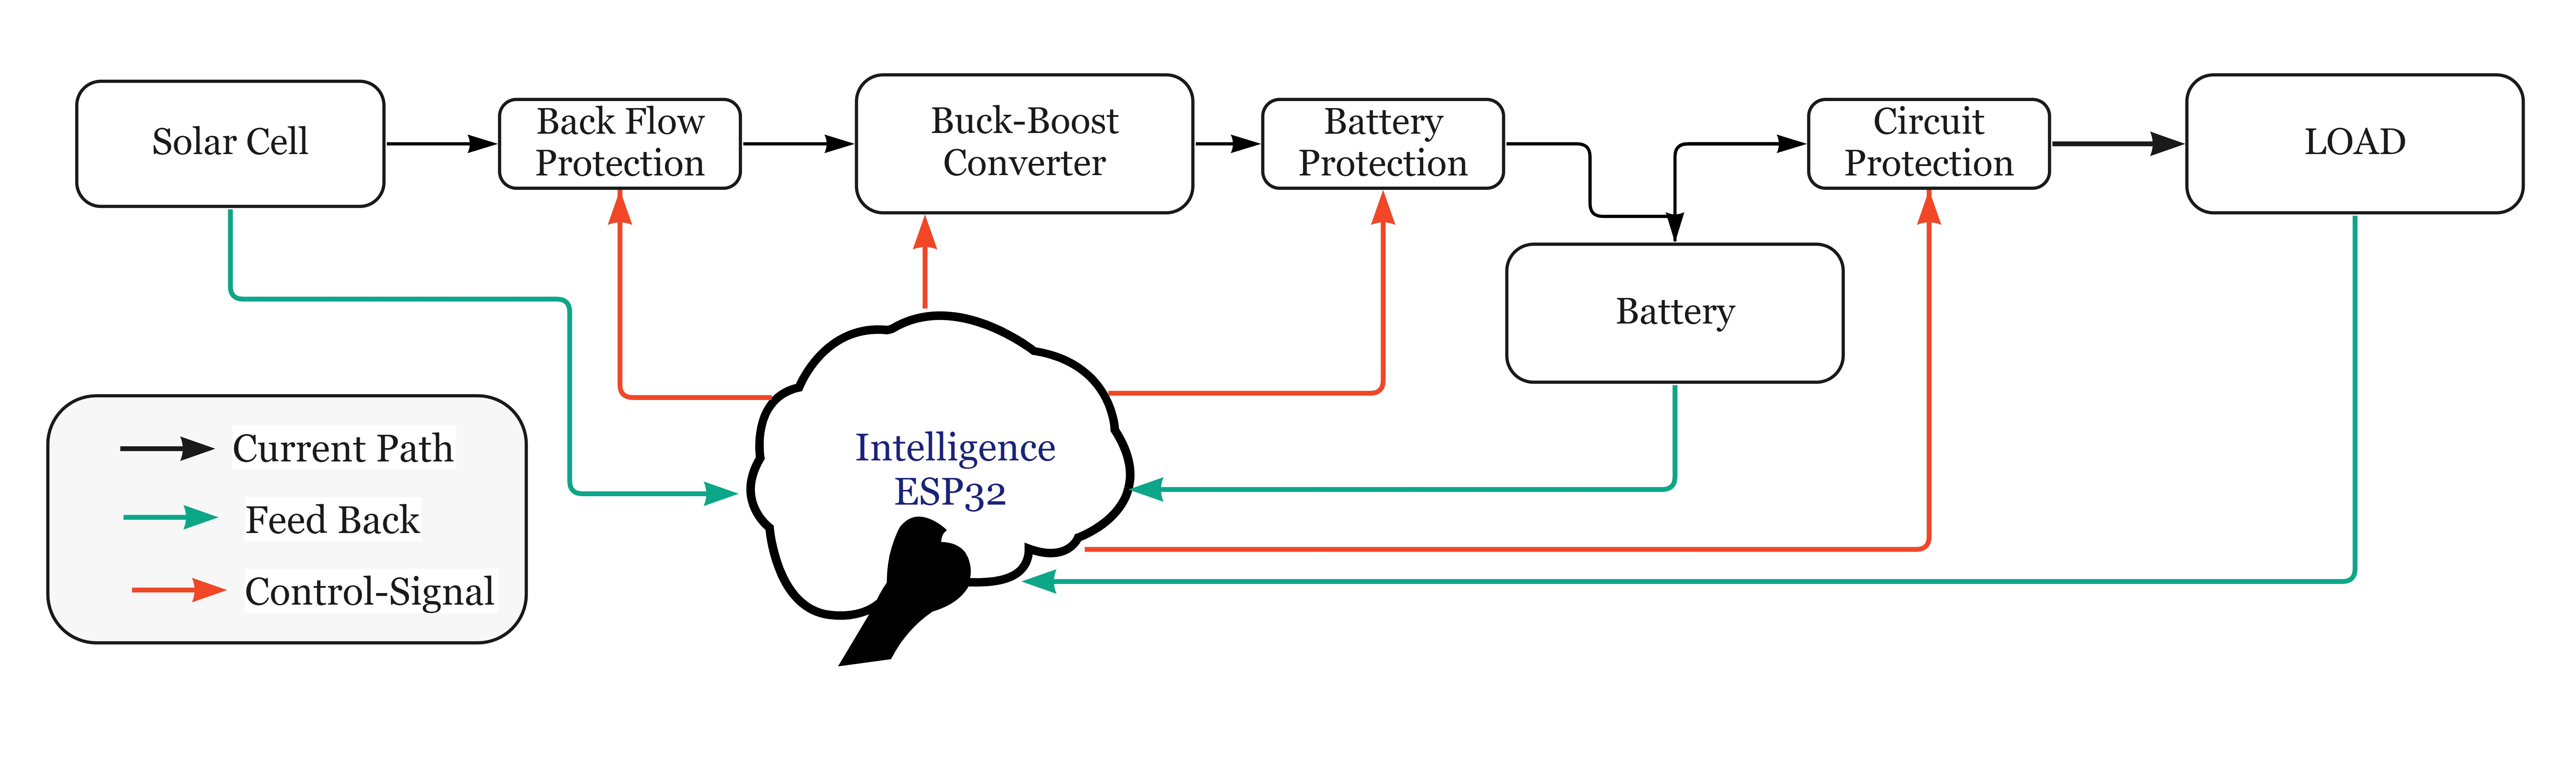 Solar Cell
Back Flow
Protection
Buck-Boost
Converter
Battery
Protection
Circuit
Protection
LOAD
Battery
Intelligence
ESP32
Current Path
Feed Back
Control-Signal